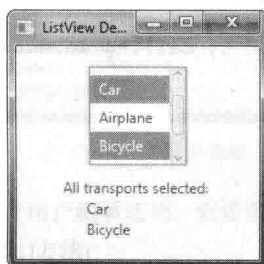 ListView De...
Car
Airplane
Bicycle
All transports selected:
Car
Bicycle